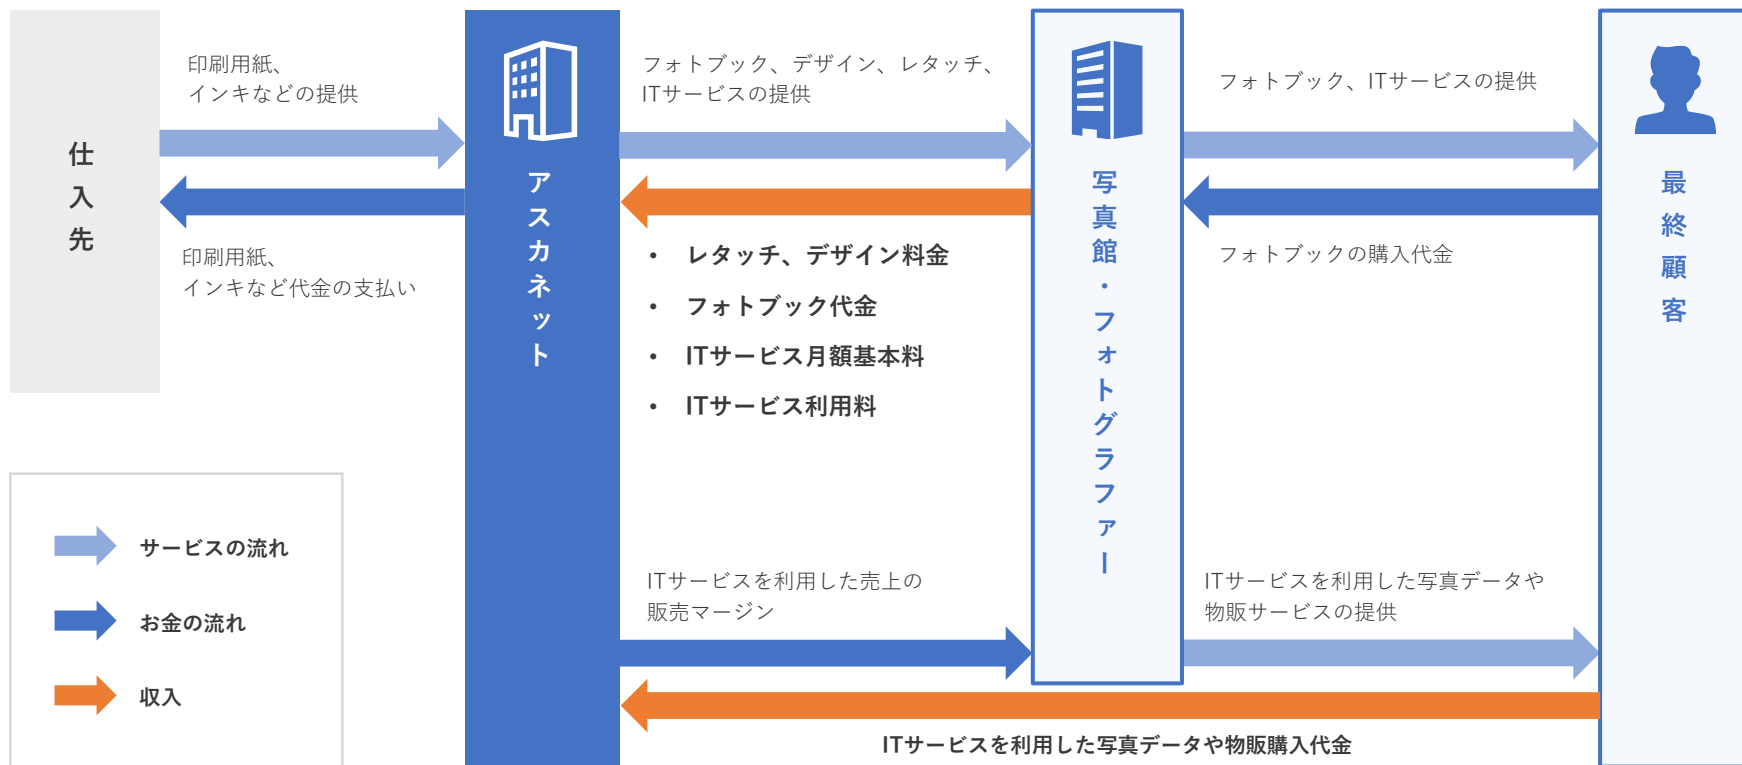 仕入先
印刷用紙、
インキなどの提供
印刷用紙、
インキなど代金の支払い
アスカネット
フォトブック、デザイン、レタッチ、
ITサービスの提供
• レタッチ、デザイン料金
• フォトブック代金
• ITサービス月額基本料
• ITサービス利用料
ITサービスを利用した売上の
販売マージン
写真館・フォトグラファー
フォトブック、ITサービスの提供
フォトブックの購入代金
ITサービスを利用した写真データや
物販サービスの提供
最終顧客
ITサービスを利用した写真データや物販購入代金
サービスの流れ
お金の流れ
収入